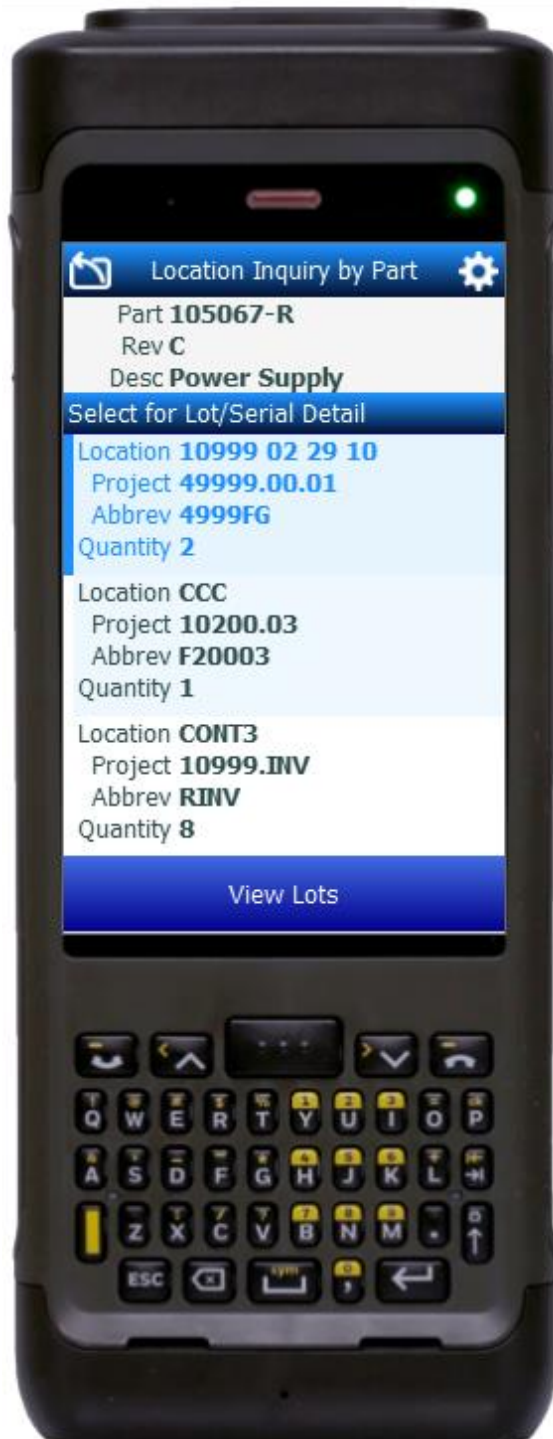 Location Inquiry by Part
Part 105067-R
Rev C
Desc Power Supply
Select for Lot/Serial Detail
Location 10999 02 29 10
Project 49999.00.01
Abbrev 4999FG
Quantity 2
Location CCC
Project 10200.03
Abbrev F20003
Quantity 1
Location CONT3
Project 10999.INV
Abbrev RINV
Quantity 8
View Lots
Q W E R T Y U I O P
A S D F G H J K L
Z X C V B N M .
ESC sym ,